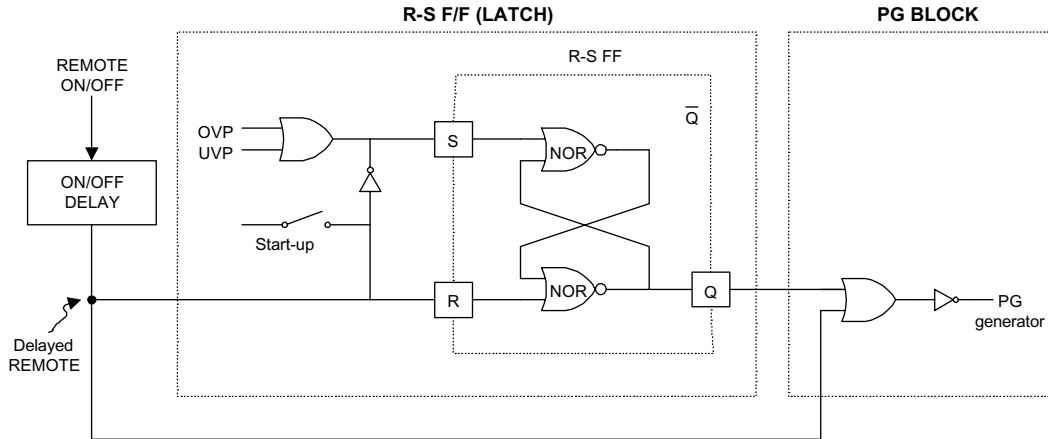 R-S F/F (LATCH)
PG BLOCK
REMOTE
ON/OFF
R-S FF
Q
OVP
UVP
S
NOR
ON/OFF
DELAY
Start-up
R
NOR
Q
PG
generator
Delayed
REMOTE